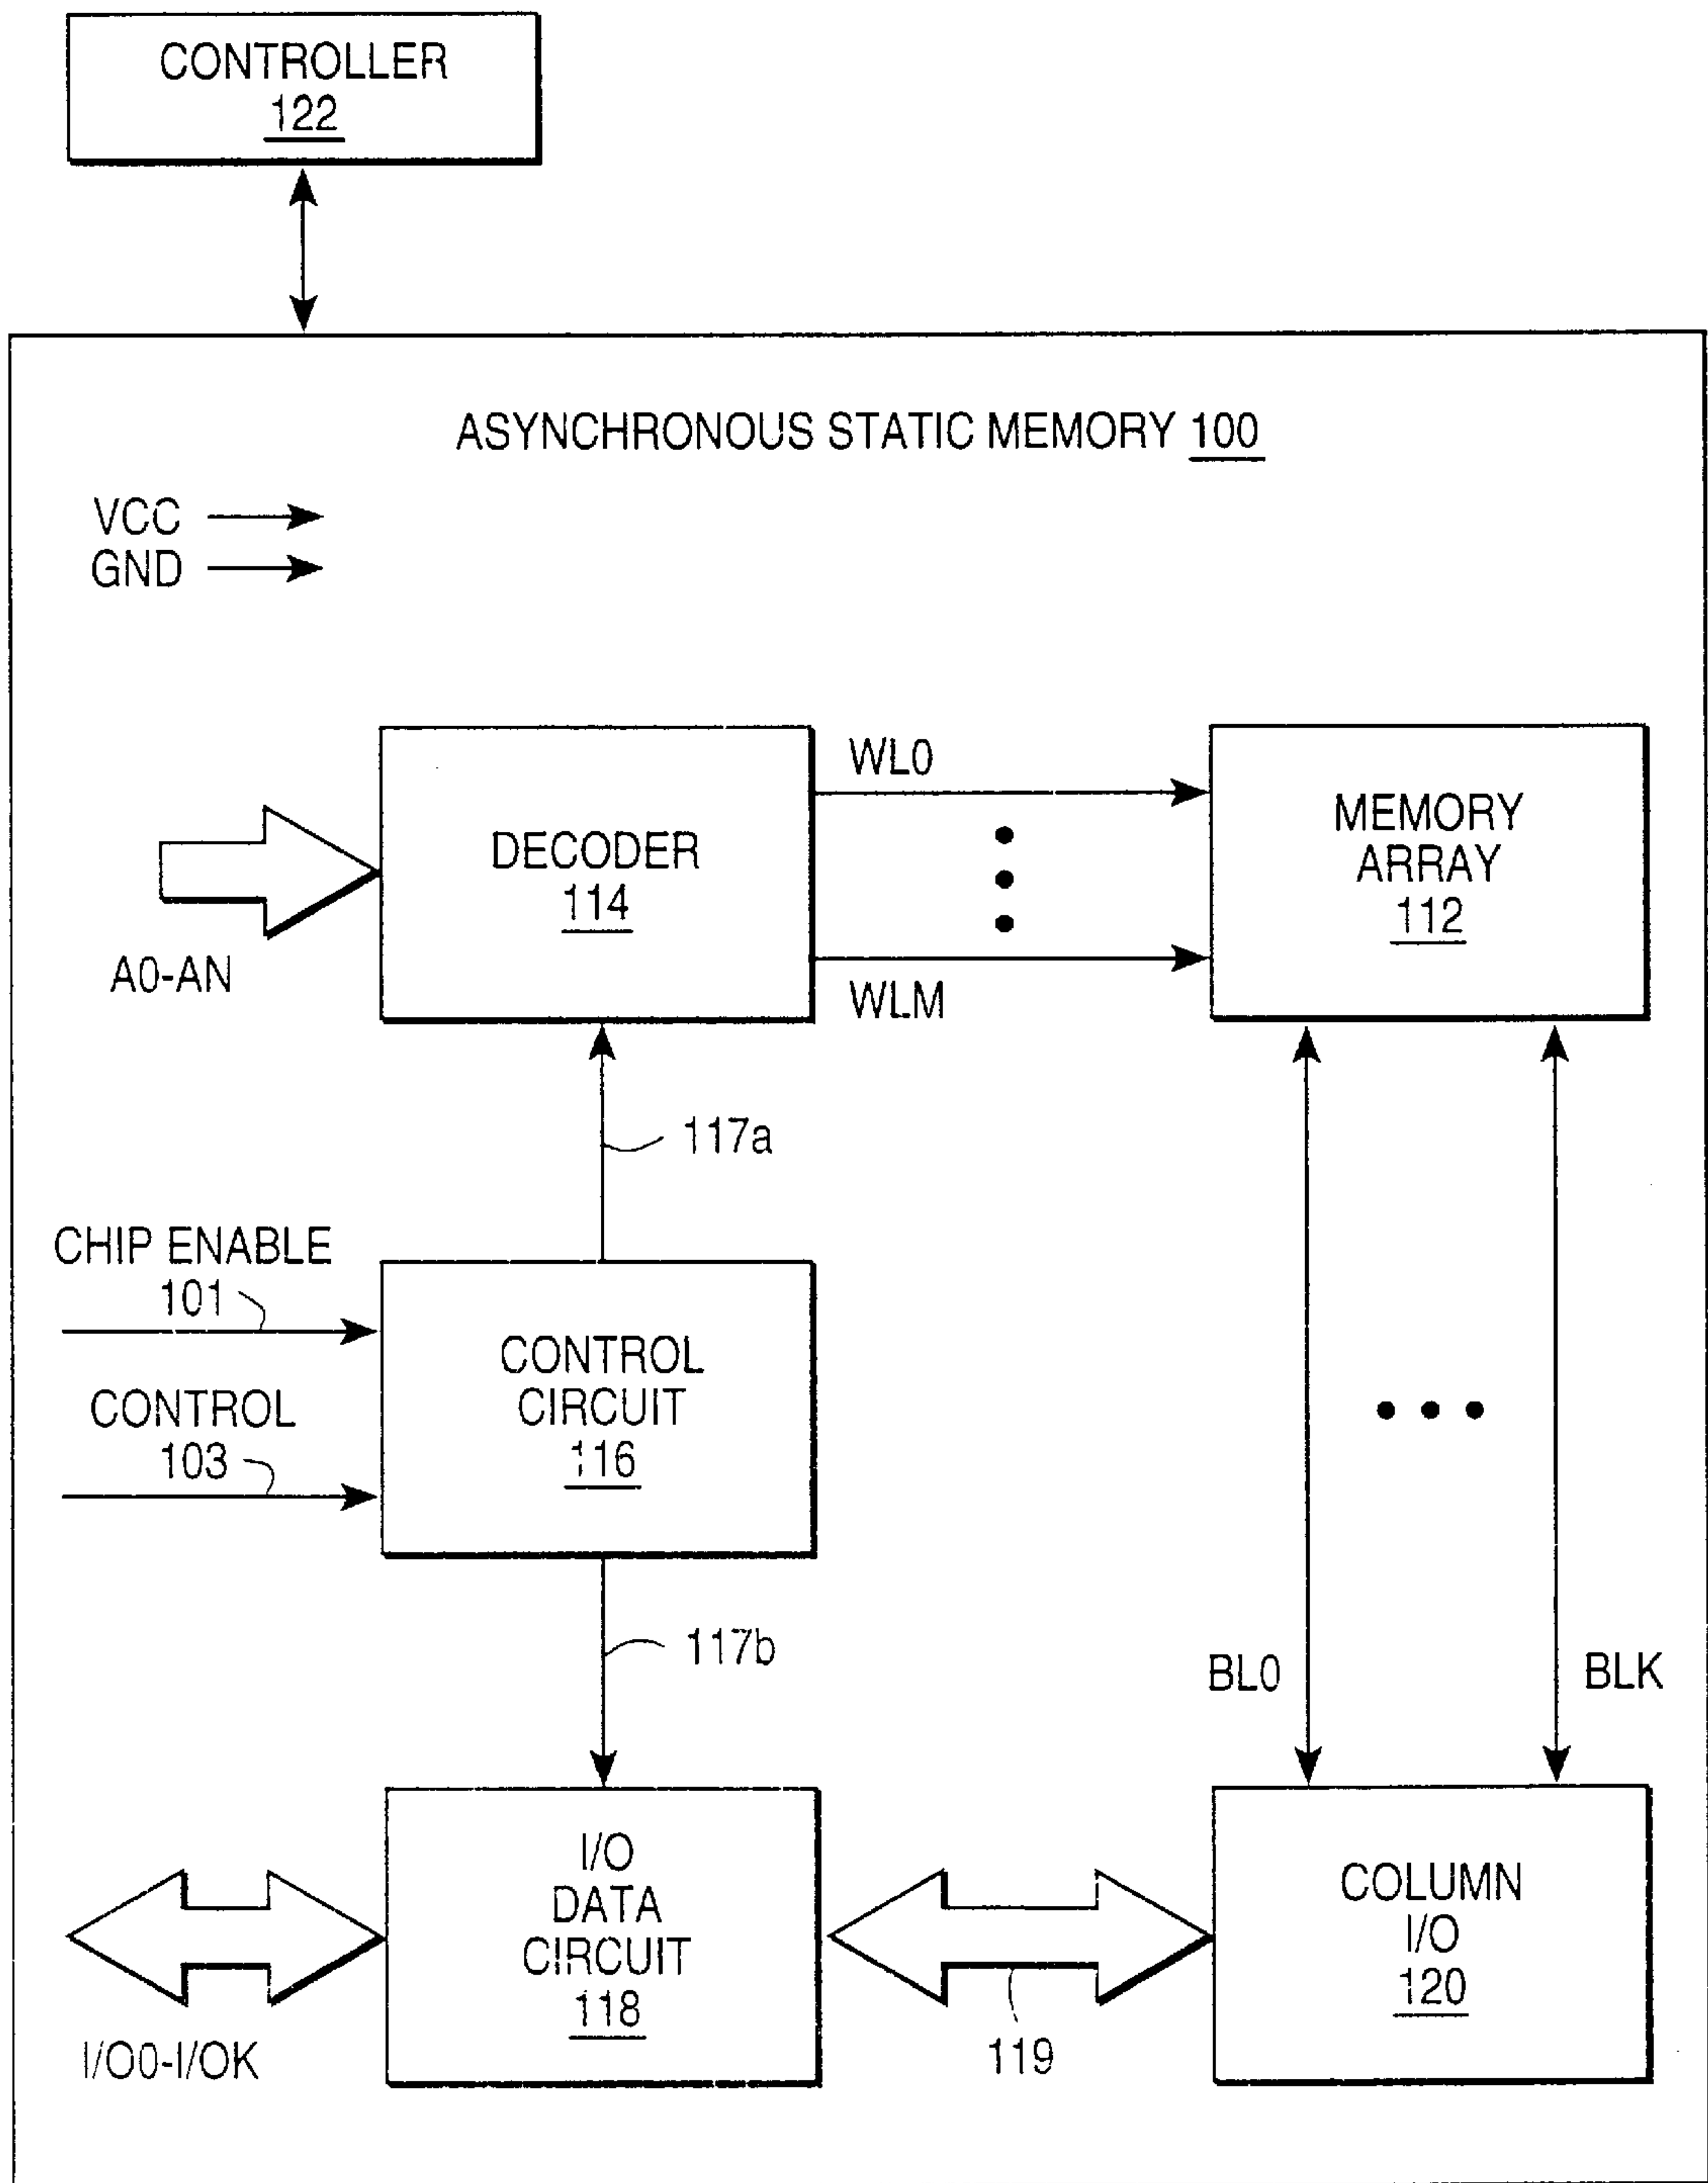 CONTROLLER
122
ASYNCHRONOUS STATIC MEMORY 100
VCC
GND
A0-AN
DECODER
114
WL0
WLM
MEMORY
ARRAY
112
117a
CHIP ENABLE
101
CONTROL
103
CONTROL
CIRCUIT
116
117b
BL0
BLK
I/O0-I/OK
I/O
DATA
CIRCUIT
118
119
COLUMN
I/O
120